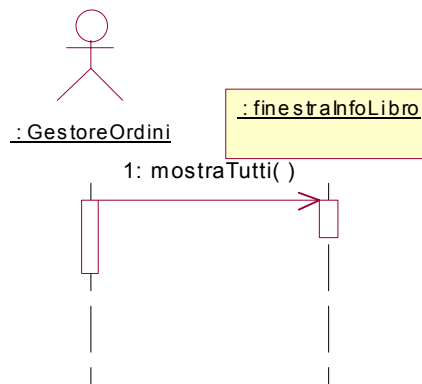 : GestoreOrdini
: finestraInfoLibro
1: mostraTutti( )